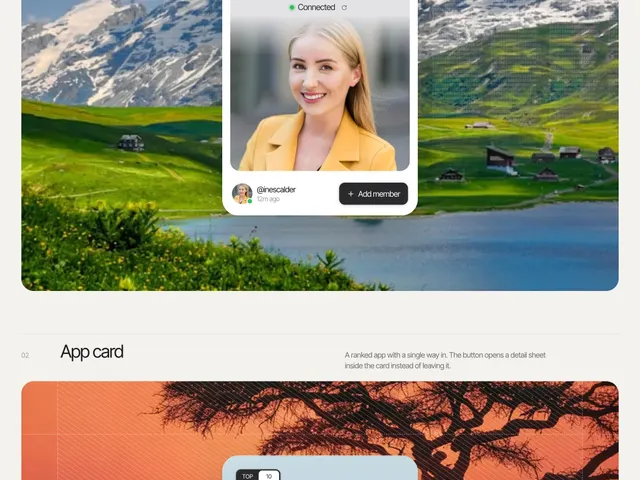 Connected
@inescalder
12m ago
+ Add member
02
App card
A ranked app with a single way in. The button opens a detail sheet
inside the card instead of leaving it.
TOP 10